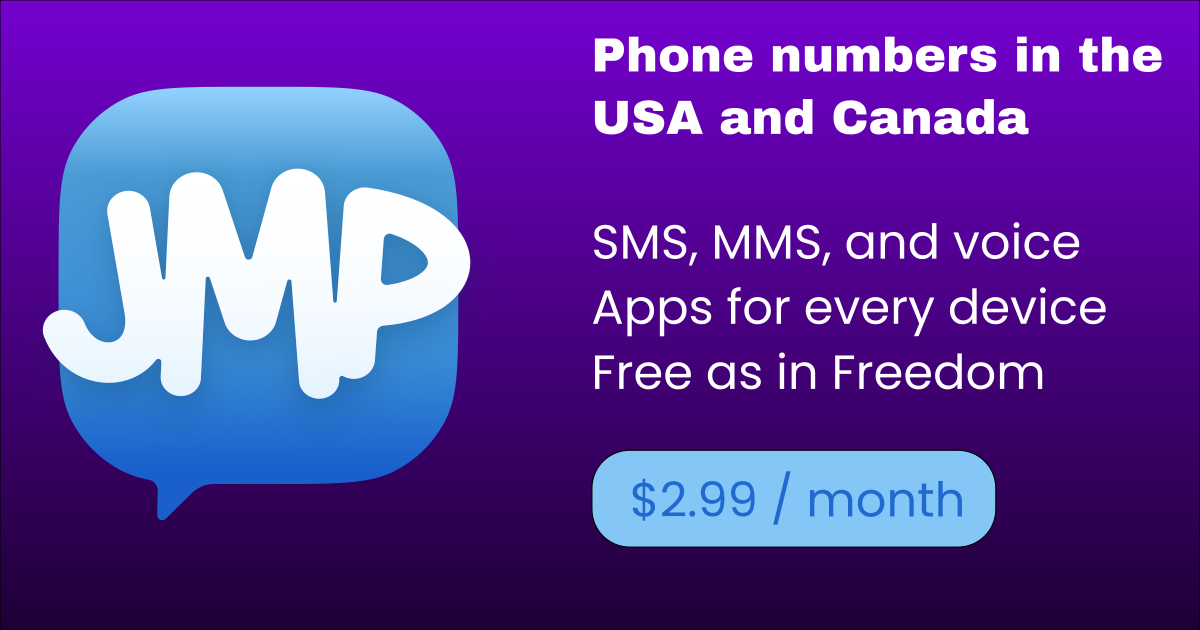 JMP
Phone numbers in the
USA and Canada
SMS, MMS, and voice
Apps for every device
Free as in Freedom
$2.99 / month